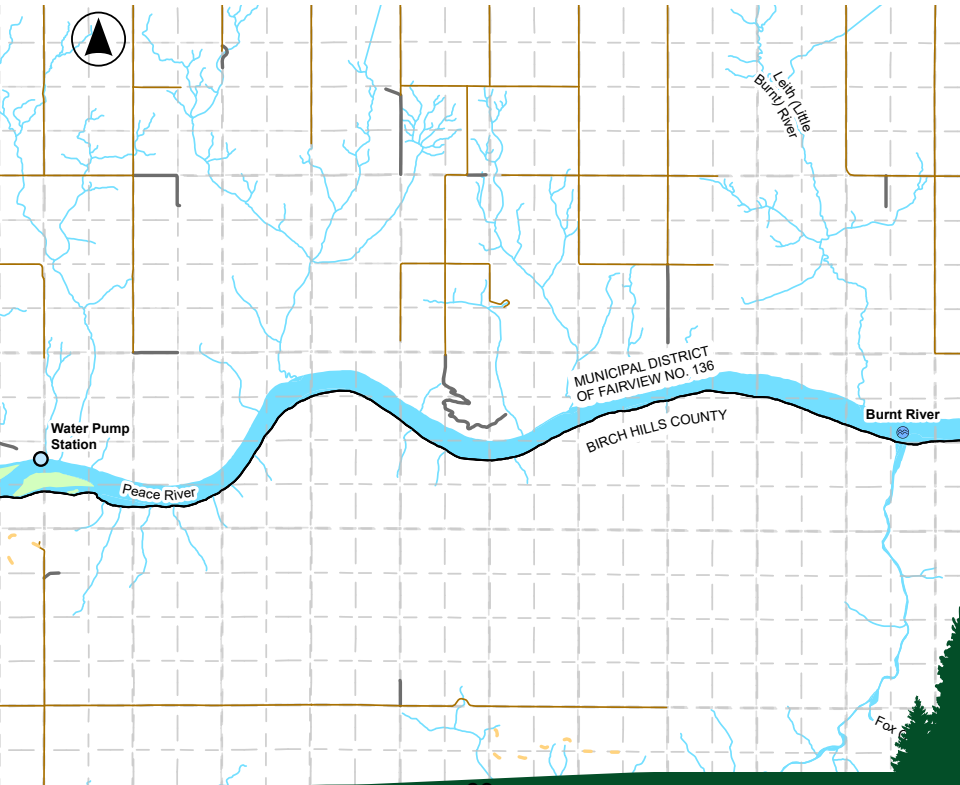 Leith (Little
Burnt) River
MUNICIPAL DISTRICT
OF FAIRVIEW NO. 136
BIRCH HILLS COUNTY
Burnt River
Water Pump
Station
Peace River
Fox